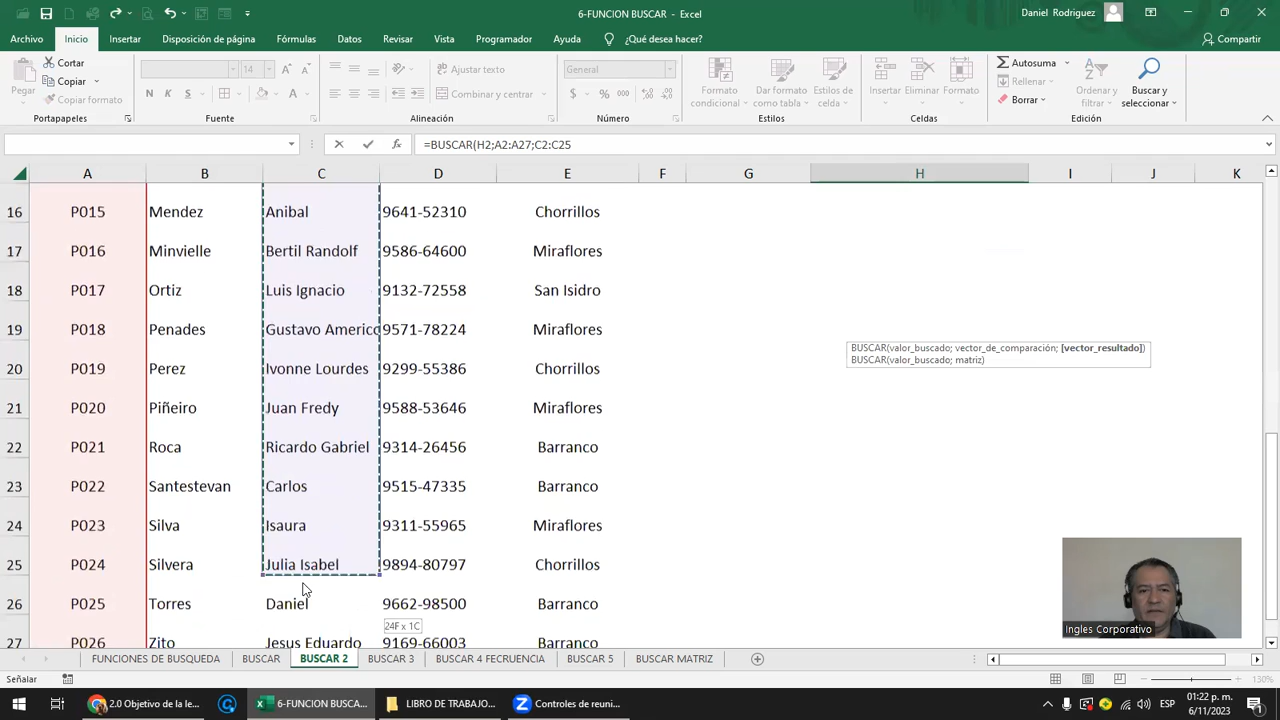 6-FUNCION BUSCAR - Excel
Daniel Rodriguez
Archivo Inicio Insertar Disposición de página Fórmulas Datos Revisar Vista Programador Ayuda ¿Qué desea hacer? Compartir
Pegar
Cortar
Copiar
Copiar formato
Portapapeles
14
N K S
Fuente
Ajustar texto
Combinar y centrar
Alineación
General
$ % 000
Número
Formato condicional
Dar formato como tabla
Estilos de celda
Estilos
Insertar Eliminar Formato
Celdas
Autosuma
Rellenar
Borrar
Ordenar y filtrar
Buscar y seleccionar
Edición
=BUSCAR(H2;A2:A27;C2:C25
A B C D E F G H I J K
16 P015 Mendez Anibal 9641-52310 Chorrillos
17 P016 Minvielle Bertil Randolf 9586-64600 Miraflores
18 P017 Ortiz Luis Ignacio 9132-72558 San Isidro
19 P018 Penades Gustavo Americo 9571-78224 Miraflores
BUSCAR(valor_buscado; vector_de_comparación; [vector_resultado])
BUSCAR(valor_buscado; matriz)
20 P019 Perez Ivonne Lourdes 9299-55386 Chorrillos
21 P020 Piñeiro Juan Fredy 9588-53646 Miraflores
22 P021 Roca Ricardo Gabriel 9314-26456 Barranco
23 P022 Santestevan Carlos 9515-47335 Barranco
24 P023 Silva Isaura 9311-55965 Miraflores
25 P024 Silvera Julia Isabel 9894-80797 Chorrillos
26 P025 Torres Daniel 9662-98500 Barranco
24F x 1C
27 P026 Zito Jesus Eduardo 9169-66003 Barranco
Ingles Corporativo
FUNCIONES DE BUSQUEDA BUSCAR BUSCAR 2 BUSCAR 3 BUSCAR 4 FECRUENCIA BUSCAR 5 BUSCAR MATRIZ
Señalar
130%
2.0 Objetivo de la le...
6-FUNCION BUSCA...
LIBRO DE TRABAJO...
Controles de reuni...
ESP
01:22 p. m.
6/11/2023